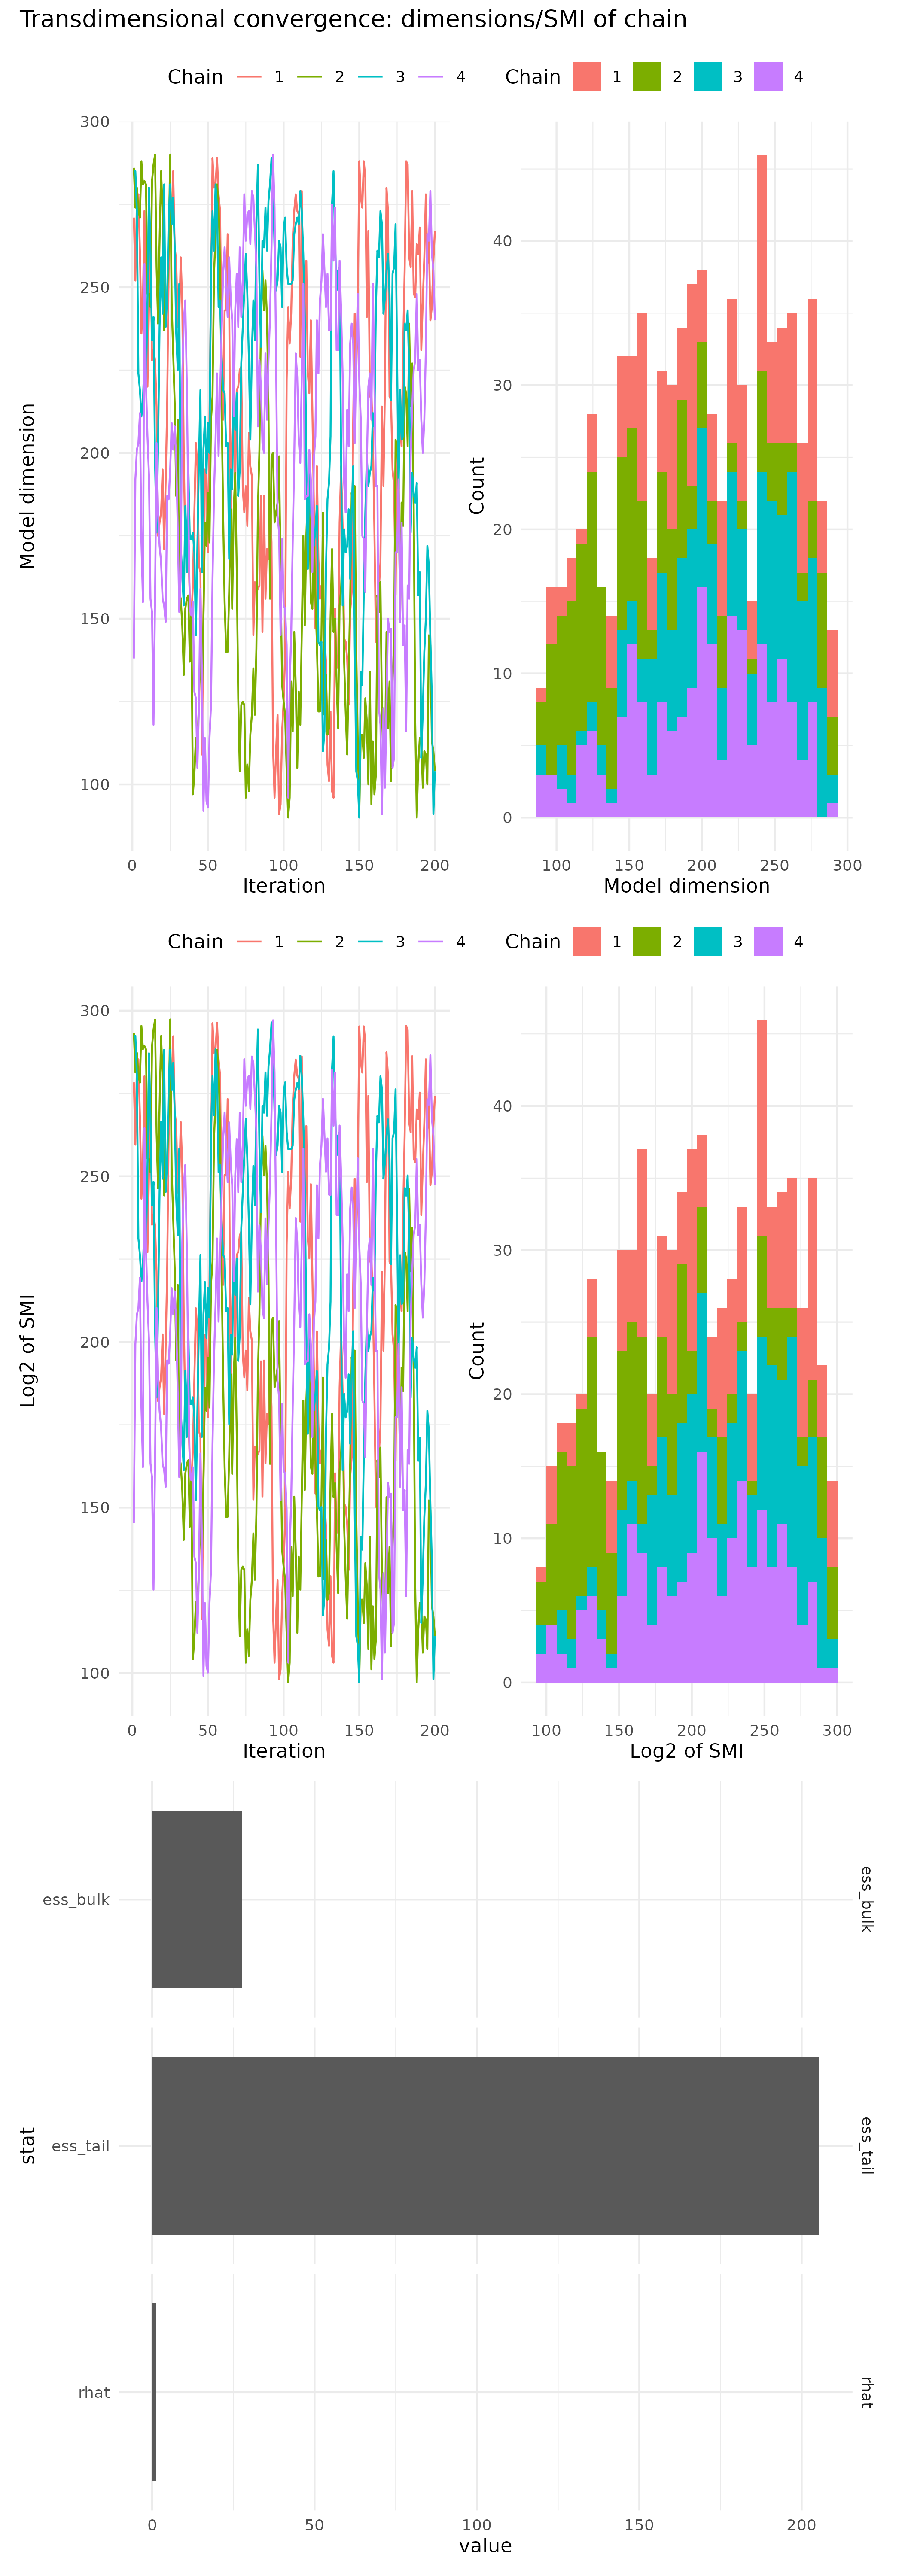 Transdimensional convergence: dimensions/SMI of chain
Chain 1 2 3 4
Chain 1 2 3 4
Model dimension
300
250
200
150
100
0 50 100 150 200
Iteration
Count
40
30
20
10
0
100 150 200 250 300
Model dimension
Chain 1 2 3 4
Chain 1 2 3 4
Log2 of SMI
300
250
200
150
100
0 50 100 150 200
Iteration
Count
40
30
20
10
0
100 150 200 250 300
Log2 of SMI
stat
ess_bulk
ess_bulk
ess_tail
ess_tail
rhat
rhat
0 50 100 150 200
value